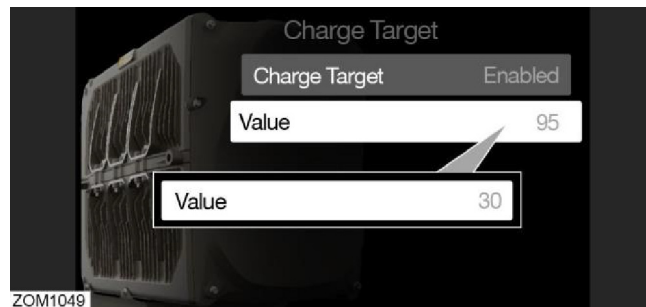 Charge Target
Charge Target Enabled
Value 95
Value 30
ZOM1049